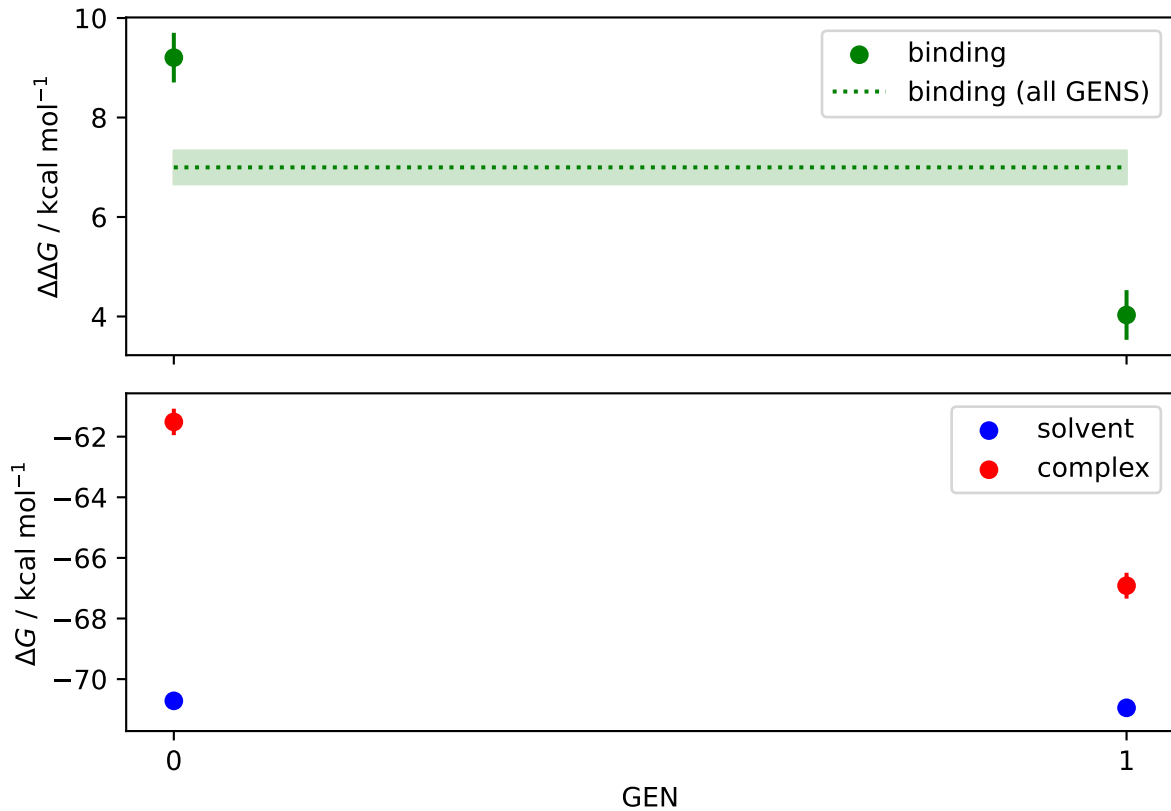 10
8
6
4
ΔΔG / kcal mol⁻¹
binding
binding (all GENS)
−62
−64
−66
−68
−70
ΔG / kcal mol⁻¹
solvent
complex
0
1
GEN